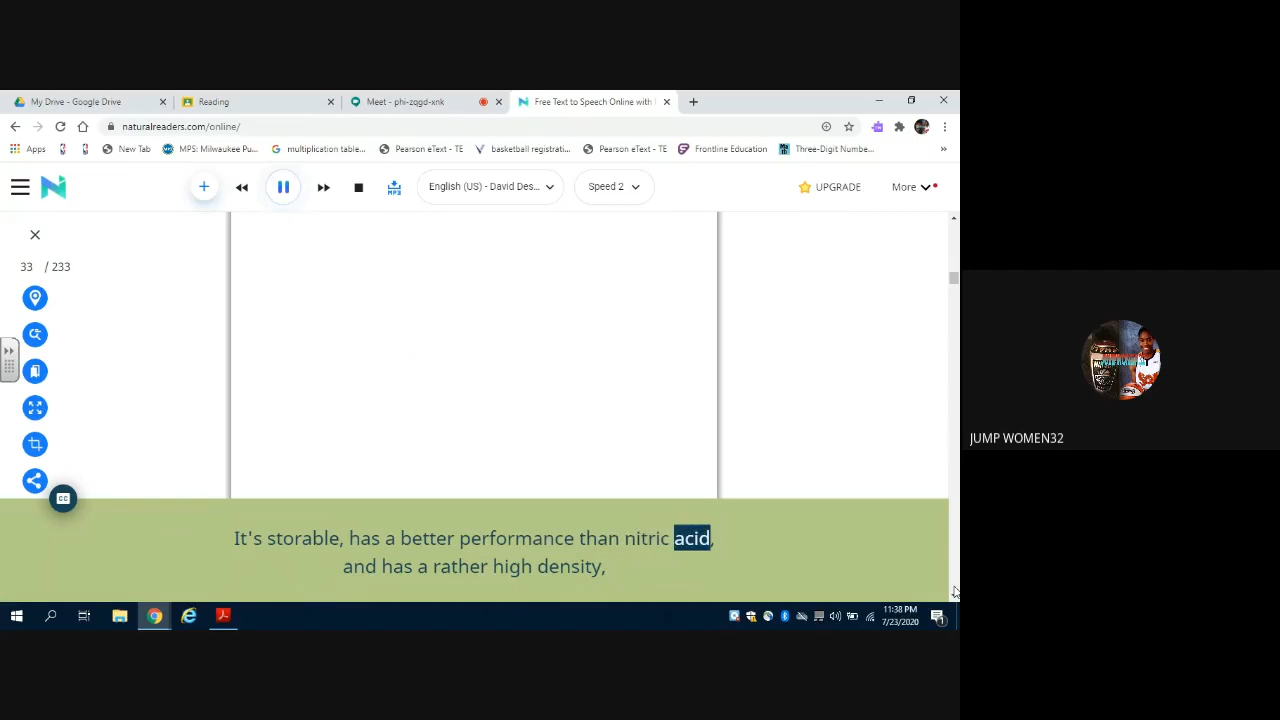 My Drive - Google Drive
Reading
Meet - phi-zqgd-xnk
Free Text to Speech Online with
naturalreaders.com/online/
Apps
New Tab
MPS: Milwaukee Pu...
multiplication table...
Pearson eText - TE
basketball registrati...
Pearson eText - TE
Frontline Education
Three-Digit Numbe...
»
MP3
English (US) - David Des...
Speed 2
UPGRADE
More
33 / 233
CC
It's storable, has a better performance than nitric acid,
and has a rather high density,
JUMP WOMEN32
11:38 PM
7/23/2020
1